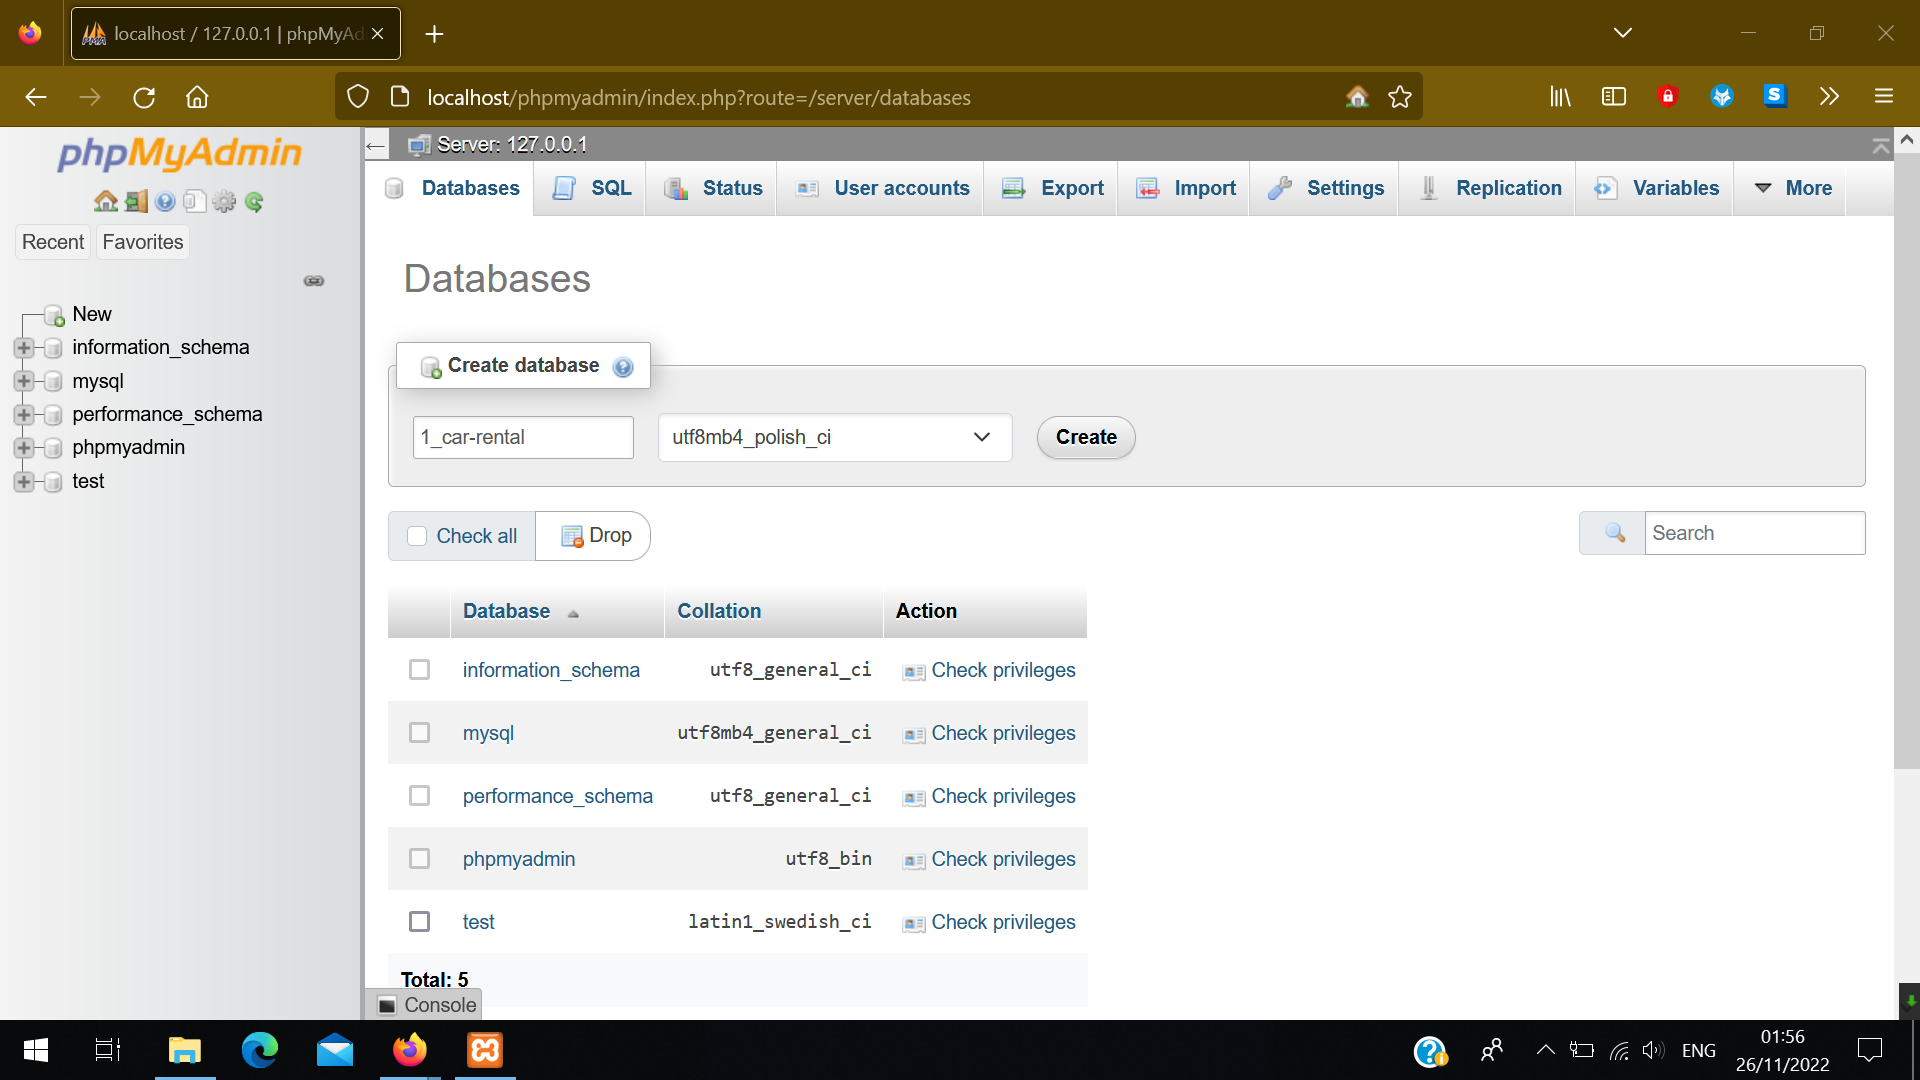 localhost / 127.0.0.1 | phpMyAd
localhost/phpmyadmin/index.php?route=/server/databases
phpMyAdmin
Recent
Favorites
New
information_schema
mysql
performance_schema
phpmyadmin
test
Server: 127.0.0.1
Databases
SQL
Status
User accounts
Export
Import
Settings
Replication
Variables
More
Databases
Create database
1_car-rental
utf8mb4_polish_ci
Create
Check all
Drop
Search
Database Collation Action
information_schema utf8_general_ci Check privileges
mysql utf8mb4_general_ci Check privileges
performance_schema utf8_general_ci Check privileges
phpmyadmin utf8_bin Check privileges
test latin1_swedish_ci Check privileges
Total: 5
Console
ENG
01:56
26/11/2022